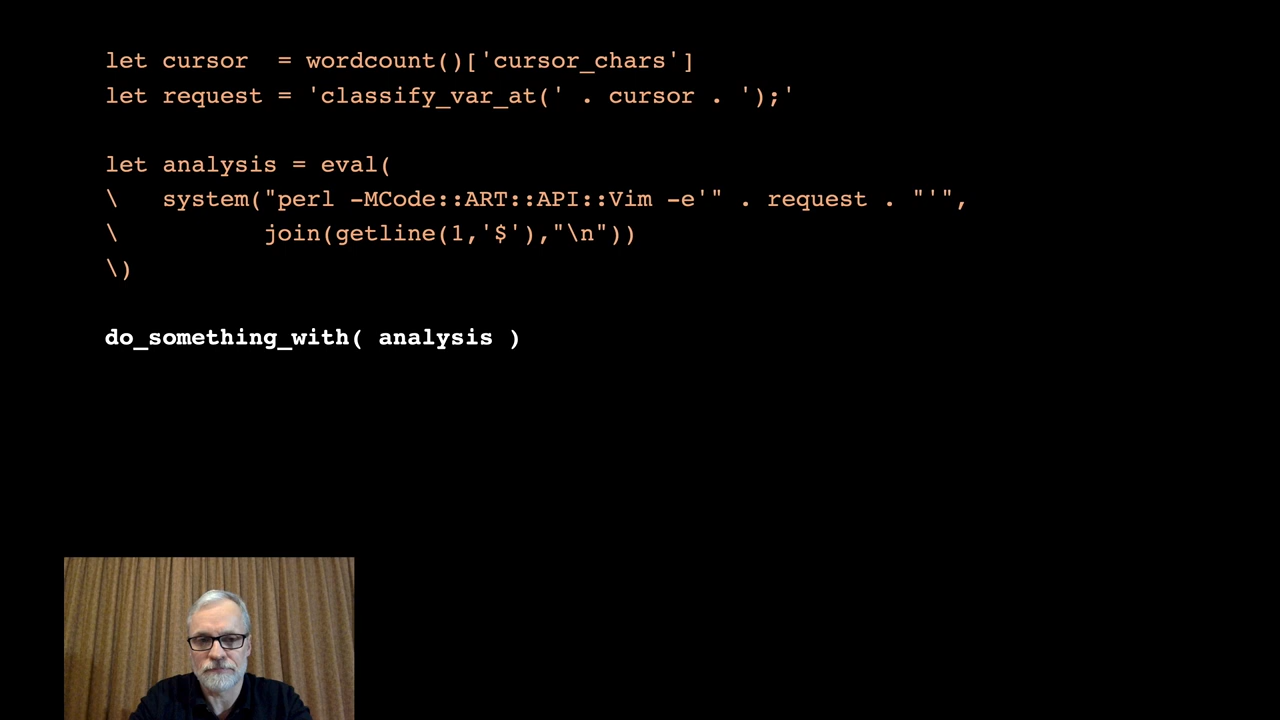 let cursor  = wordcount()['cursor_chars']
let request = 'classify_var_at(' . cursor . ');'
let analysis = eval(
\   system("perl -MCode::ART::API::Vim -e'" . request . "'",
\          join(getline(1,'$'),"\n"))
\)
do_something_with( analysis )